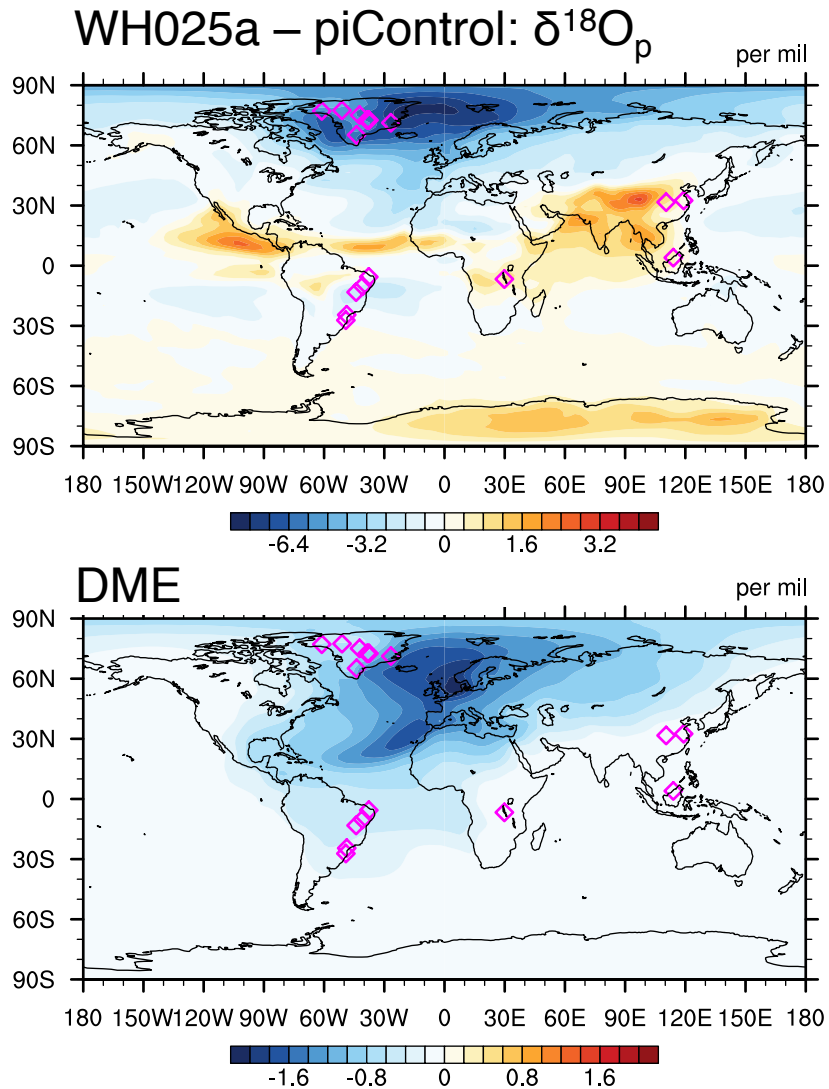 WH025a – piControl: δ¹⁸Oₚ
per mil
90N
60N
30N
0
30S
60S
90S
180 150W 120W 90W 60W 30W 0 30E 60E 90E 120E 150E 180
-6.4 -3.2 0 1.6 3.2
DME
per mil
90N
60N
30N
0
30S
60S
90S
180 150W 120W 90W 60W 30W 0 30E 60E 90E 120E 150E 180
-1.6 -0.8 0 0.8 1.6